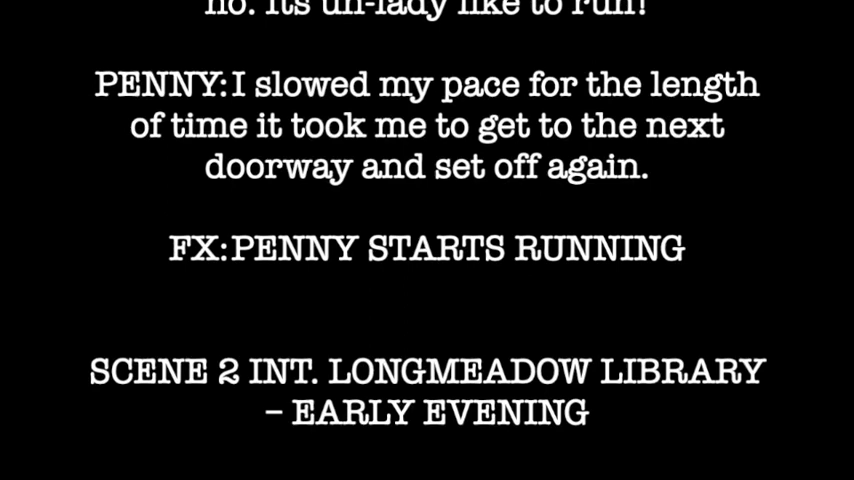 no. Its un-lady like to run!
PENNY:I slowed my pace for the length
of time it took me to get to the next
doorway and set off again.
FX:PENNY STARTS RUNNING
SCENE 2 INT. LONGMEADOW LIBRARY
– EARLY EVENING